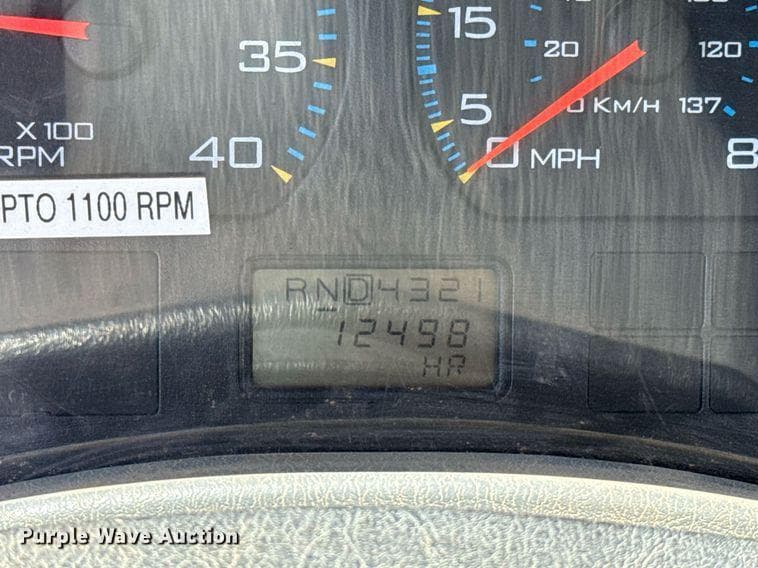 15
35
20
120
5
0 KM/H 137
X 100
RPM
40
0 MPH
8
PTO 1100 RPM
RND4321
12498
HR
Purple Wave Auction